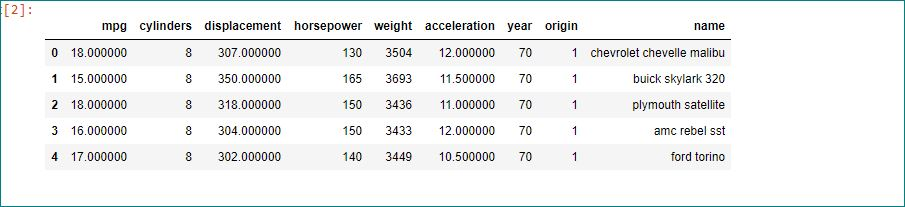 [2]:
mpg cylinders displacement horsepower weight acceleration year origin name
0 18.000000 8 307.000000 130 3504 12.000000 70 1 chevrolet chevelle malibu
1 15.000000 8 350.000000 165 3693 11.500000 70 1 buick skylark 320
2 18.000000 8 318.000000 150 3436 11.000000 70 1 plymouth satellite
3 16.000000 8 304.000000 150 3433 12.000000 70 1 amc rebel sst
4 17.000000 8 302.000000 140 3449 10.500000 70 1 ford torino